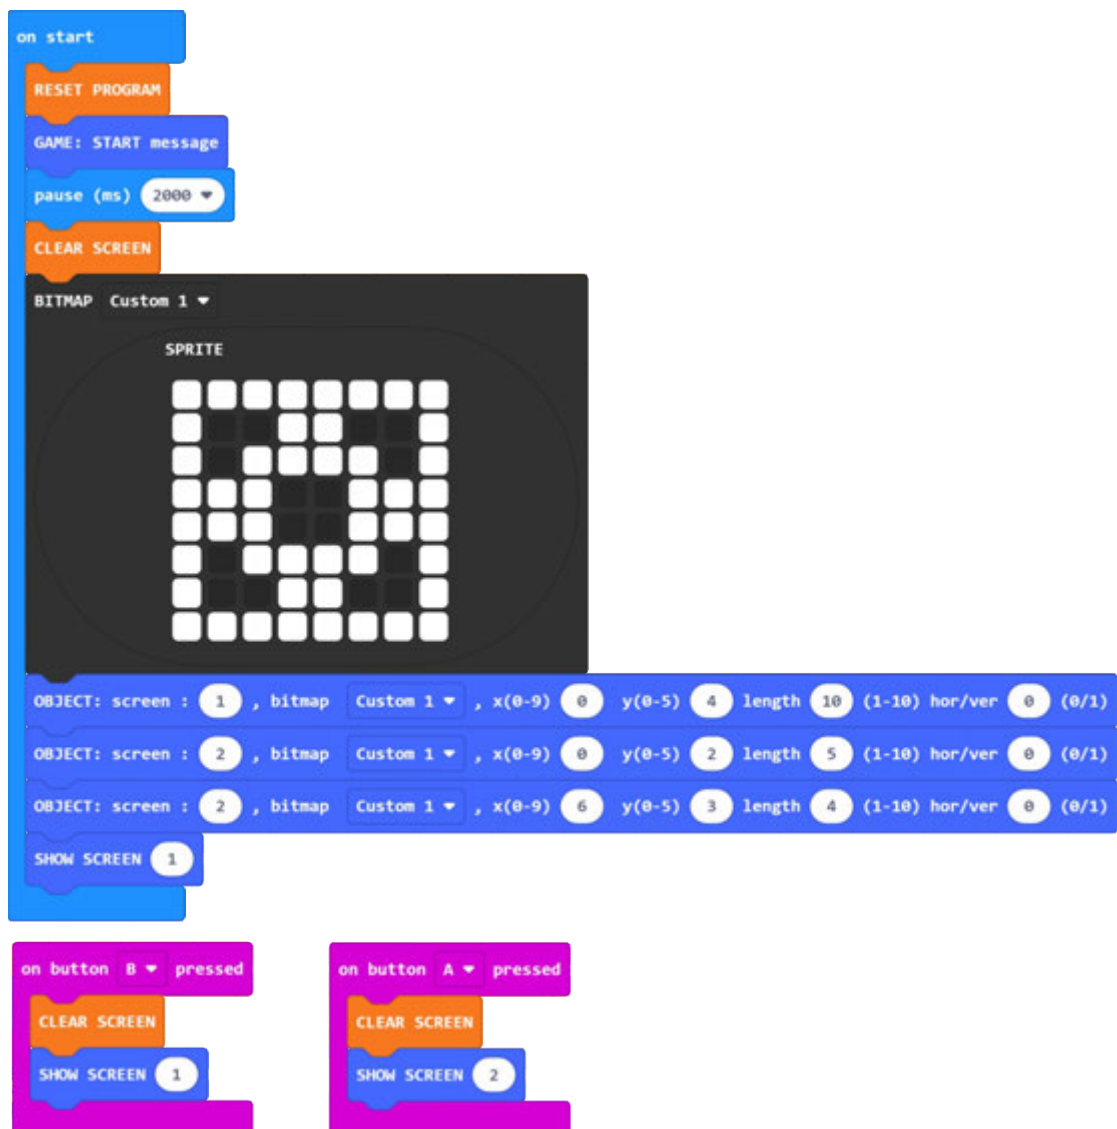 on start
RESET PROGRAM
GAME: START message
pause (ms) 2000
CLEAR SCREEN
BITMAP Custom 1
SPRITE
OBJECT: screen : 1 , bitmap Custom 1 , x(0-9) 0 y(0-5) 4 length 10 (1-10) hor/ver 0 (0/1)
OBJECT: screen : 2 , bitmap Custom 1 , x(0-9) 0 y(0-5) 2 length 5 (1-10) hor/ver 0 (0/1)
OBJECT: screen : 2 , bitmap Custom 1 , x(0-9) 6 y(0-5) 3 length 4 (1-10) hor/ver 0 (0/1)
SHOW SCREEN 1
on button B pressed
CLEAR SCREEN
SHOW SCREEN 1
on button A pressed
CLEAR SCREEN
SHOW SCREEN 2